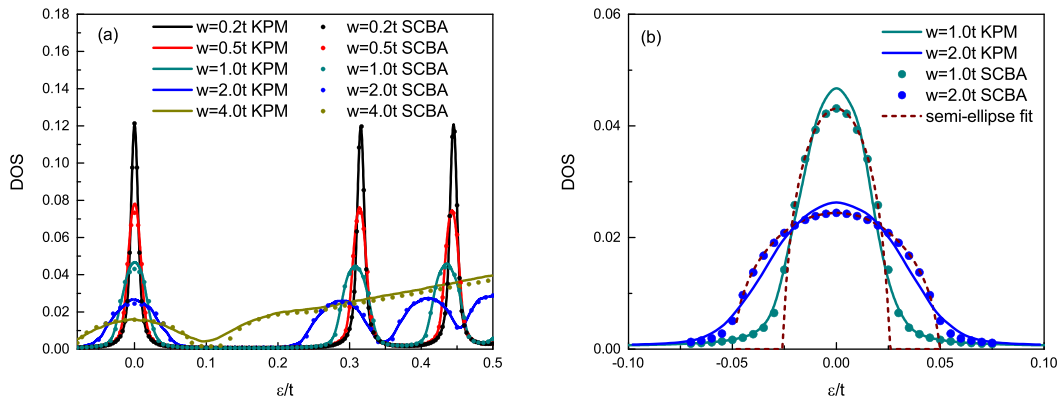 (a)
w=0.2t KPM w=0.2t SCBA
w=0.5t KPM w=0.5t SCBA
w=1.0t KPM w=1.0t SCBA
w=2.0t KPM w=2.0t SCBA
w=4.0t KPM w=4.0t SCBA
0.18
0.16
0.14
0.12
0.10
0.08
0.06
0.04
0.02
0.00
DOS
0.0 0.1 0.2 0.3 0.4 0.5
ε/t
(b)
w=1.0t KPM
w=2.0t KPM
w=1.0t SCBA
w=2.0t SCBA
semi-ellipse fit
0.06
0.04
0.02
0.00
DOS
-0.10 -0.05 0.00 0.05 0.10
ε/t